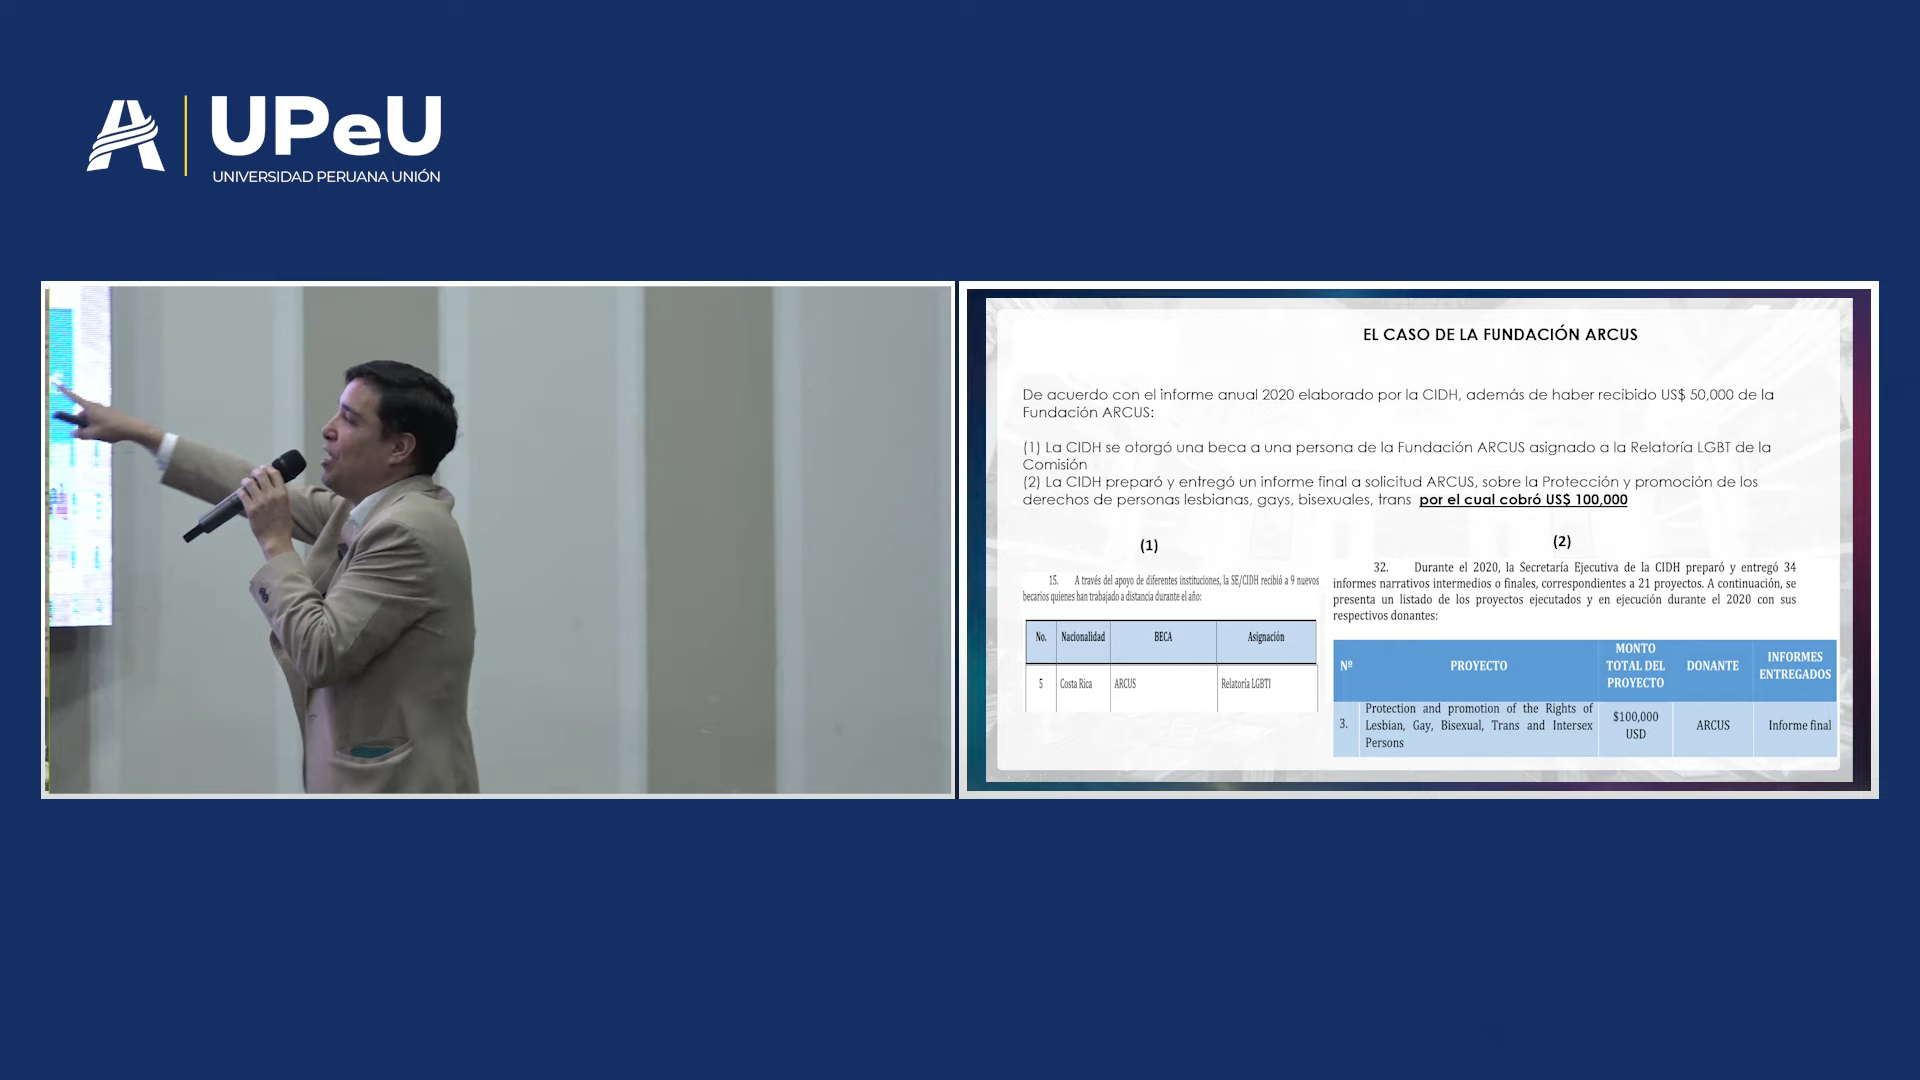 UPeU
UNIVERSIDAD PERUANA UNIÓN
EL CASO DE LA FUNDACIÓN ARCUS
De acuerdo con el informe anual 2020 elaborado por la CIDH, además de haber recibido US$ 50,000 de la
Fundación ARCUS:
(1) La CIDH se otorgó una beca a una persona de la Fundación ARCUS asignado a la Relatoría LGBT de la
Comisión
(2) La CIDH preparó y entregó un informe final a solicitud ARCUS, sobre la Protección y promoción de los
derechos de personas lesbianas, gays, bisexuales, trans por el cual cobró US$ 100,000
(1)
15. A través del apoyo de diferentes instituciones, la SE/CIDH recibió a 9 nuevos
becarios quienes han trabajado a distancia durante el año:
No. Nacionalidad BECA Asignación
5 Costa Rica ARCUS Relatoría LGBTI
(2)
32. Durante el 2020, la Secretaría Ejecutiva de la CIDH preparó y entregó 34
informes narrativos intermedios o finales, correspondientes a 21 proyectos. A continuación, se
presenta un listado de los proyectos ejecutados y en ejecución durante el 2020 con sus
respectivos donantes:
Nº PROYECTO MONTO TOTAL DEL PROYECTO DONANTE INFORMES ENTREGADOS
3. Protection and promotion of the Rights of
Lesbian, Gay, Bisexual, Trans and Intersex
Persons
$100,000
USD
ARCUS
Informe final